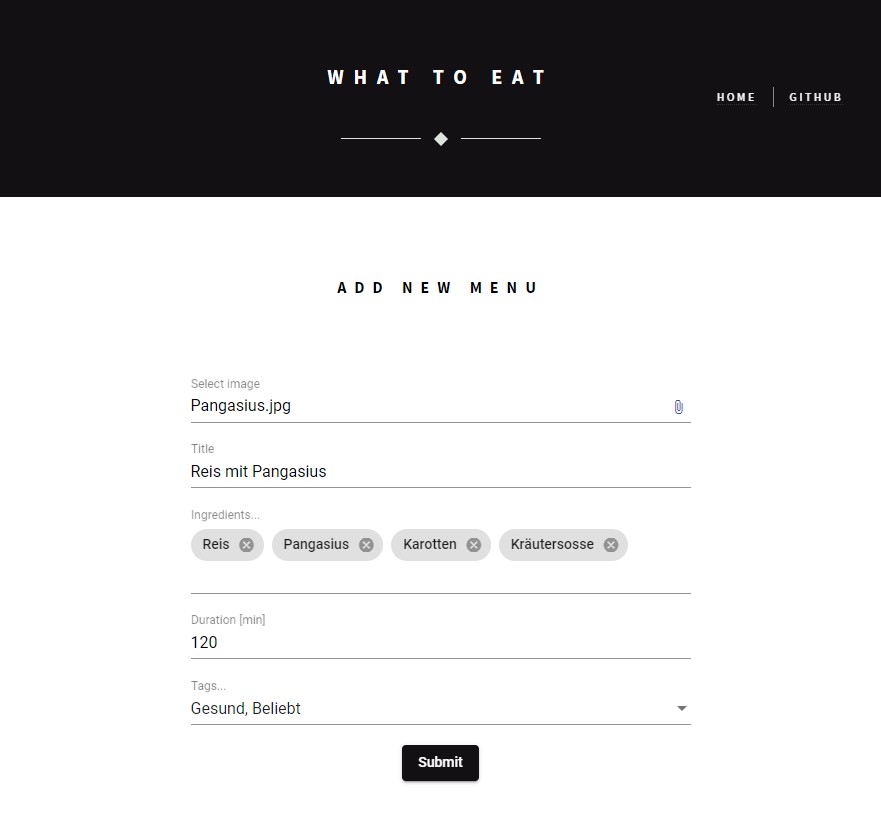 WHAT TO EAT
HOME GITHUB
ADD NEW MENU
Select image
Pangasius.jpg
Title
Reis mit Pangasius
Ingredients...
Reis Pangasius Karotten Kräutersosse
Duration [min]
120
Tags...
Gesund, Beliebt
Submit